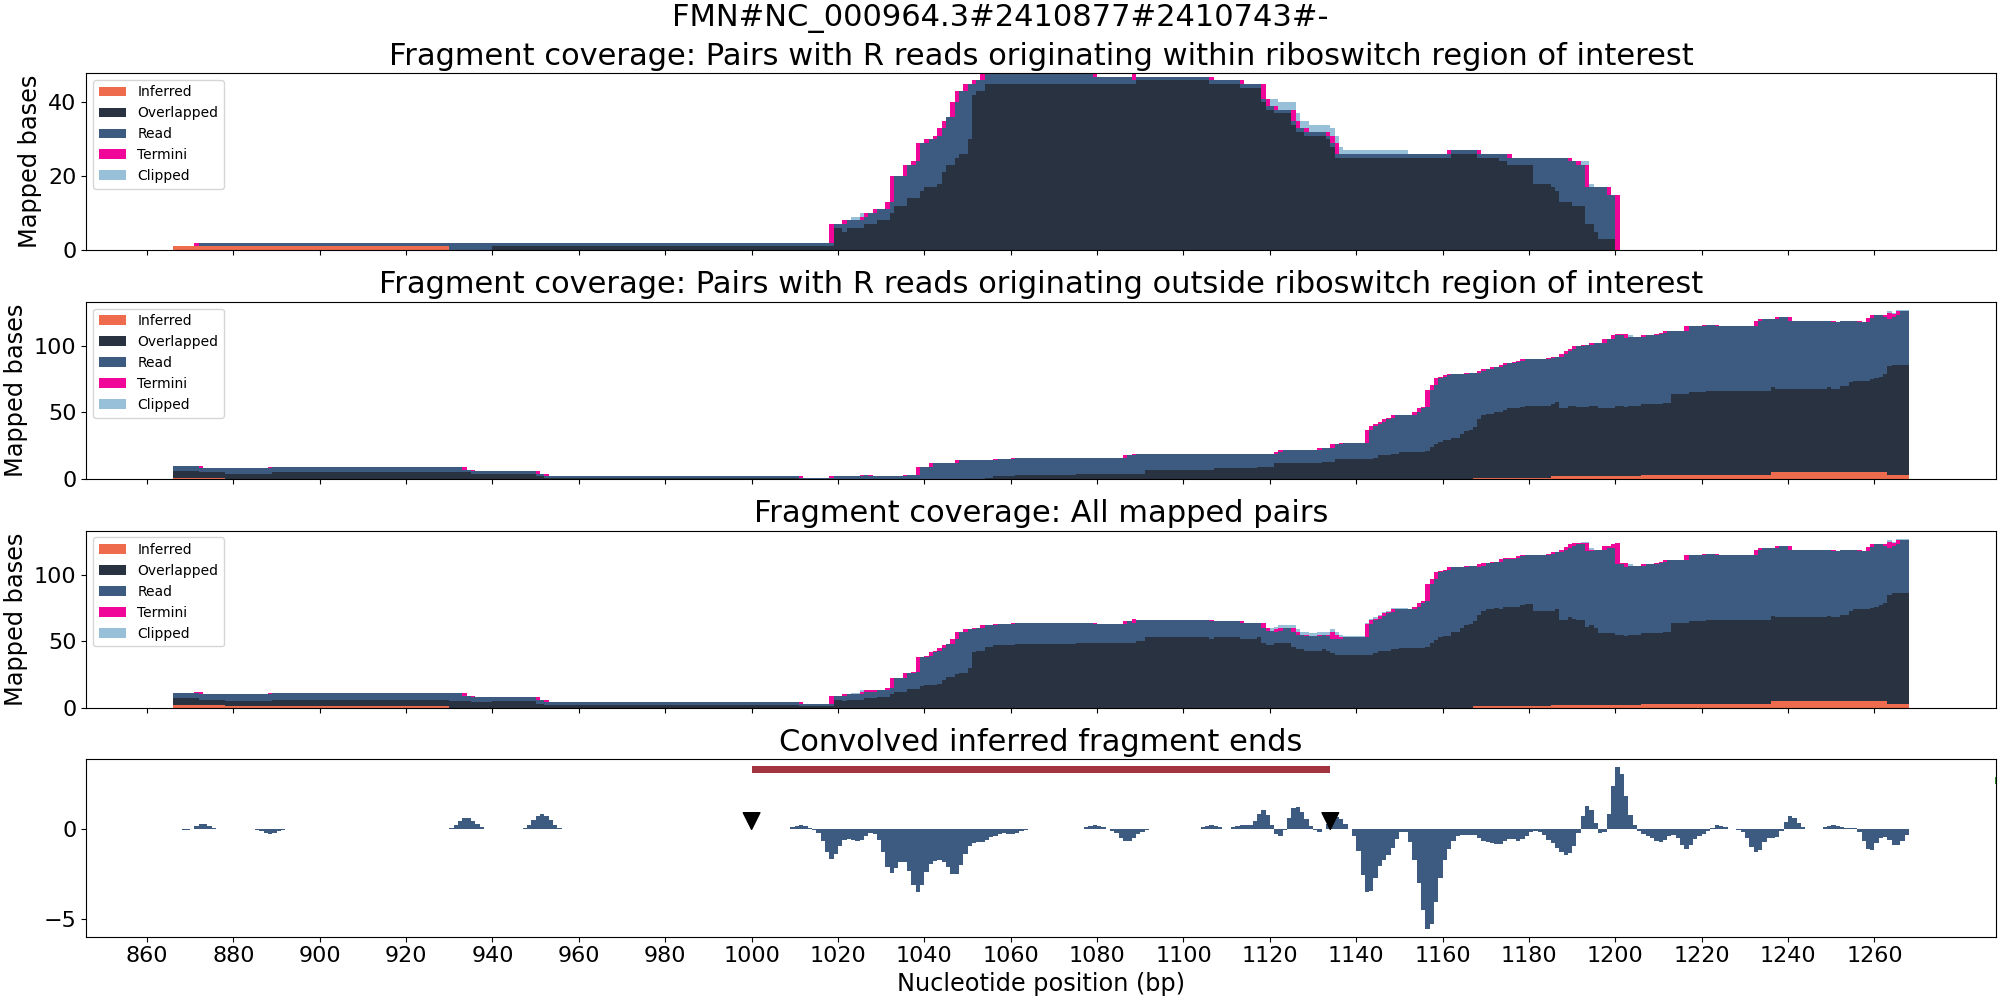 FMN#NC_000964.3#2410877#2410743#-
Fragment coverage: Pairs with R reads originating within riboswitch region of interest
Mapped bases
40
20
0
Inferred
Overlapped
Read
Termini
Clipped
Fragment coverage: Pairs with R reads originating outside riboswitch region of interest
Mapped bases
100
50
0
Inferred
Overlapped
Read
Termini
Clipped
Fragment coverage: All mapped pairs
Mapped bases
100
50
0
Inferred
Overlapped
Read
Termini
Clipped
Convolved inferred fragment ends
0
−5
860 880 900 920 940 960 980 1000 1020 1040 1060 1080 1100 1120 1140 1160 1180 1200 1220 1240 1260
Nucleotide position (bp)